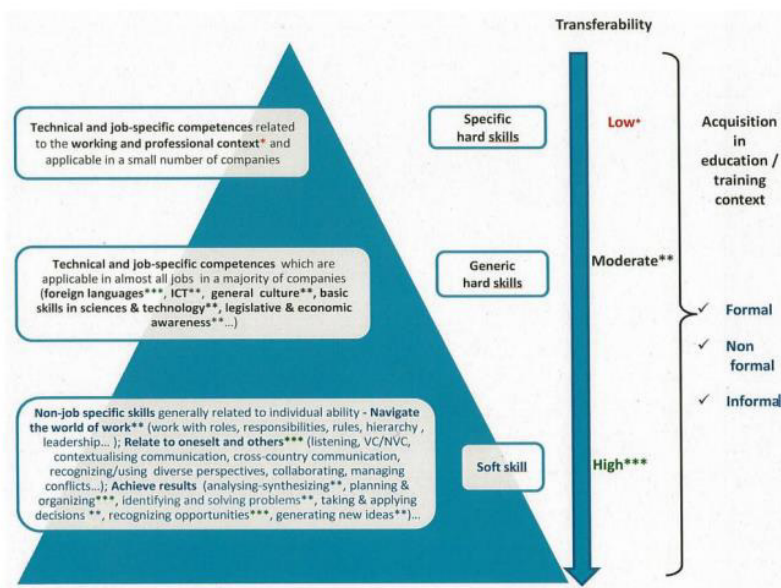 Transferability
Technical and job-specific competences related
to the working and professional context* and
applicable in a small number of companies
Specific
hard skills
Low*
Acquisition
in
education /
training
context
Technical and job-specific competences which are
applicable in almost all jobs in a majority of companies
(foreign languages***, ICT**, general culture**, basic
skills in sciences & technology**, legislative & economic
awareness**...)
Generic
hard skills
Moderate**
✓ Formal
✓ Non
formal
✓ Informal
Non-job specific skills generally related to individual ability - Navigate
the world of work** (work with roles, responsibilities, rules, hierarchy ,
leadership... ); Relate to oneselt and others*** (listening, VC/NVC,
contextualising communication, cross-country communication,
recognizing/using diverse perspectives, collaborating, managing
conflicts...); Achieve results (analysing-synthesizing**, planning &
organizing***, identifying and solving problems**, taking & applying
decisions **, recognizing opportunities***, generating new ideas**)...
Soft skill
High***